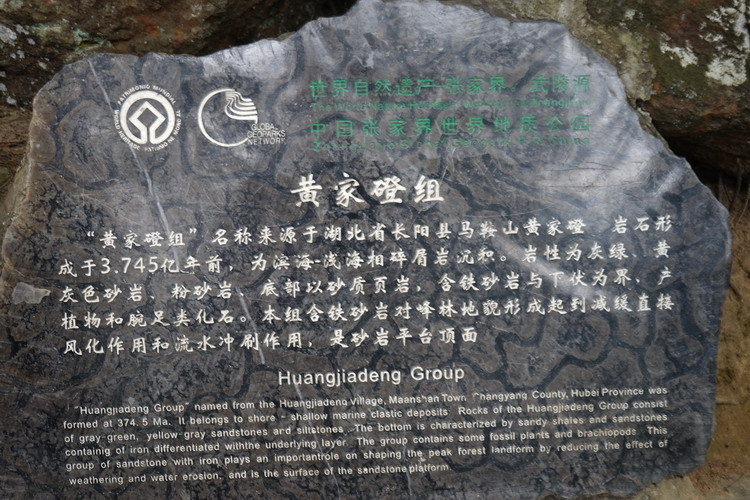 世界自然遗产-张家界·武陵源
中国张家界世界地质公园
GLOBAL
GEOPARKS
NETWORK
黄家磴组
“黄家磴组”名称来源于湖北省长阳县马鞍山黄家磴 岩石形
成于3.745亿年前，为滨海-浅海相碎屑岩沉积。岩性为灰绿、黄
灰色砂岩、粉砂岩，底部以砂质页岩，含铁砂岩与下伏为界，产
植物和腕足类化石。本组含铁砂岩对峰林地貌形成起到减缓直接
风化作用和流水冲刷作用，是砂岩平台顶面
Huangjiadeng Group
"Huangjiadeng Group" named from the Huangjiadeng Village, Maanshan Town Changyang County, Hubei Province was
formed at 374. 5 Ma. It belongs to shore - shallow marine clastic deposits Rocks of the Huangjiadeng Group consist
of gray-green, yellow-gray sandstones and siltstones The bottom is characterized by sandy shales and sandstones
containig of iron differentiated withthe underlying layer The group contains some fossil plants and brachiopods This
group of sandstone with iron plays an importantrole on shaping the peak forest landform by reducing the effect of
weathering and water erosion, and is the surface of the sandstone platform